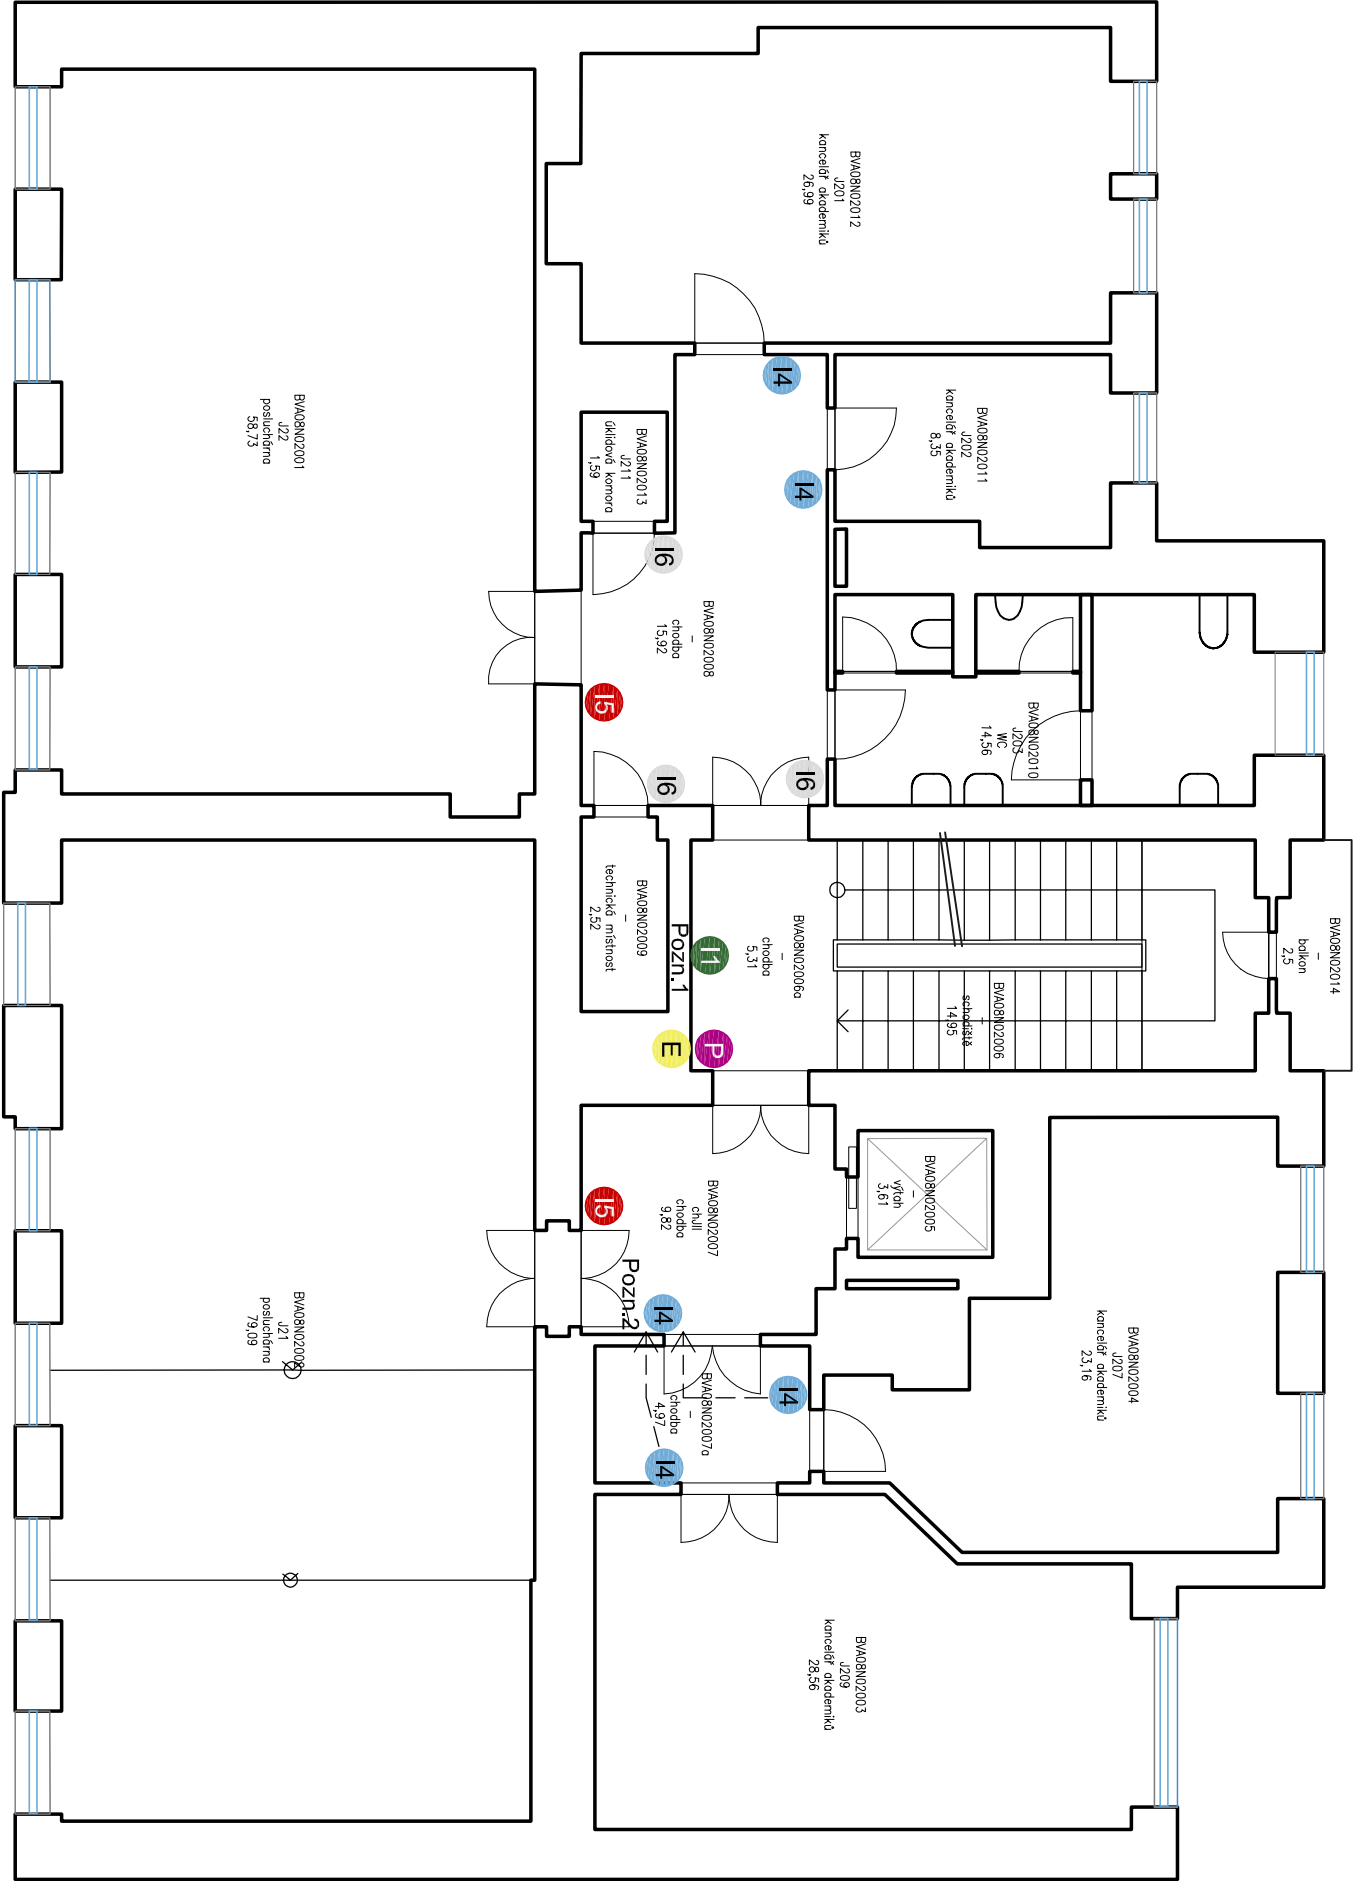 BVA08N02012
J201
kancelář akademiků
26,99
BVA08N02001
J22
posluchárna
58,73
BVA08N02011
J202
kancelář akademiků
8,35
BVA08N02013
J211
úklidová komora
1,59
I4
I4
I6
BVA08N02008
–
chodba
15,92
I5
I6
I6
BVA08N02010
J203
WC
14,56
BVA08N02009
–
technická místnost
2,52
Pozn.1
I1
BVA08N02006a
–
chodba
5,31
E
P
BVA08N02006
–
schodiště
14,95
BVA08N02014
–
balkon
2,5
BVA08N02005
–
výtah
3,61
BVA08N02007
chJII
chodba
9,82
I5
Pozn.2
I4
BVA08N02007a
–
chodba
4,97
I4
I4
BVA08N02004
J207
kancelář akademiků
23,16
J21
posluchárna
79,09
BVA08N02003
J209
kancelář akademiků
28,56